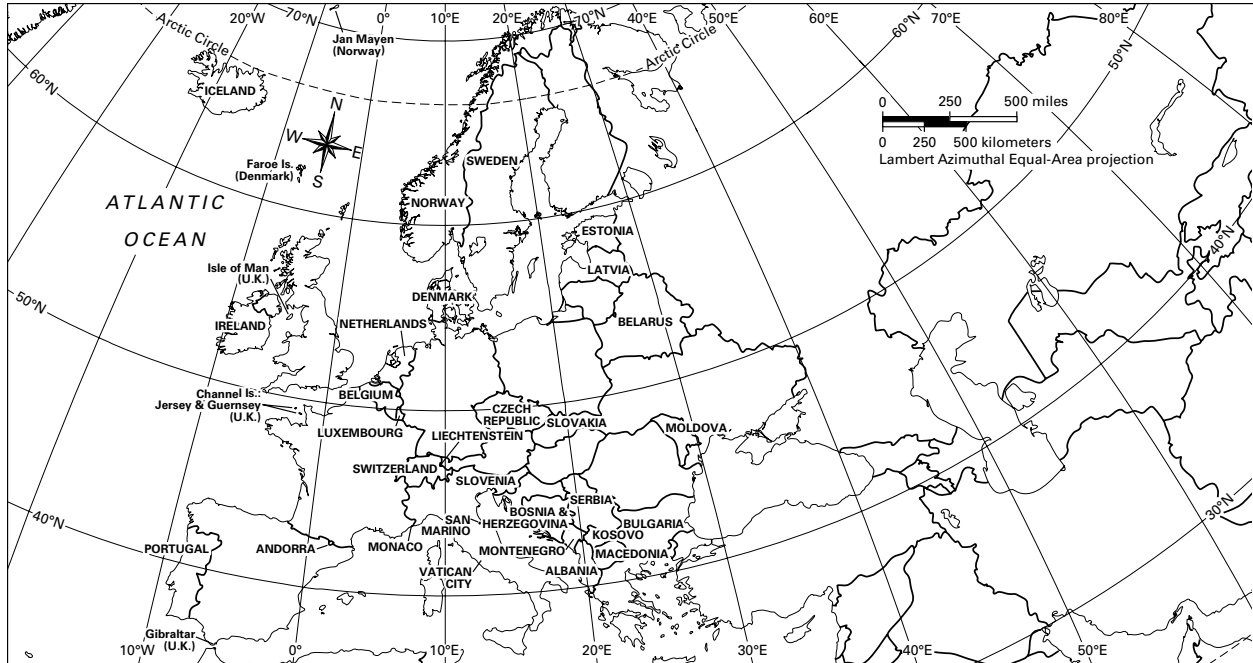 20°W
70°N
0°
10°E
20°E
70°N
60°E
70°E
80°E
Jan Mayen
(Norway)
Arctic Circle
Arctic Circle
60°N
50°N
ICELAND
0 250 500 miles
0 250 500 kilometers
Lambert Azimuthal Equal-Area projection
N
W
E
S
Faroe Is.
(Denmark)
SWEDEN
NORWAY
60°N
ATLANTIC
OCEAN
ESTONIA
40°N
Isle of Man
(U.K.)
LATVIA
50°N
DENMARK
IRELAND
NETHERLANDS
BELARUS
Channel Is.:
Jersey & Guernsey
(U.K.)
BELGIUM
CZECH
REPUBLIC
SLOVAKIA
MOLDOVA
LUXEMBOURG
LIECHTENSTEIN
SWITZERLAND
SLOVENIA
40°N
SERBIA
30°N
BOSNIA &
HERZEGOVINA
SAN
MARINO
BULGARIA
KOSOVO
PORTUGAL
ANDORRA
MONACO
MONTENEGRO
MACEDONIA
VATICAN
CITY
ALBANIA
Gibraltar
(U.K.)
10°W
0°
10°E
20°E
30°E
40°E
50°E